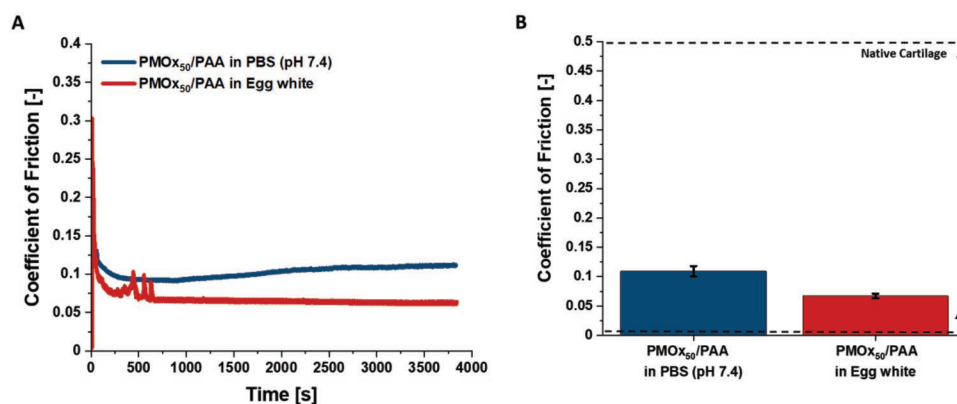 A
0.4
0.35
0.3
0.25
0.2
0.15
0.1
0.05
0
Coefficient of Friction [-]
PMOx₅₀/PAA in PBS (pH 7.4)
PMOx₅₀/PAA in Egg white
0 500 1000 1500 2000 2500 3000 3500 4000
Time [s]
B
0.5
0.45
0.4
0.35
0.3
0.25
0.2
0.15
0.1
0.05
0
Coefficient of Friction [-]
Native Cartilage
PMOx₅₀/PAA
in PBS (pH 7.4)
PMOx₅₀/PAA
in Egg white